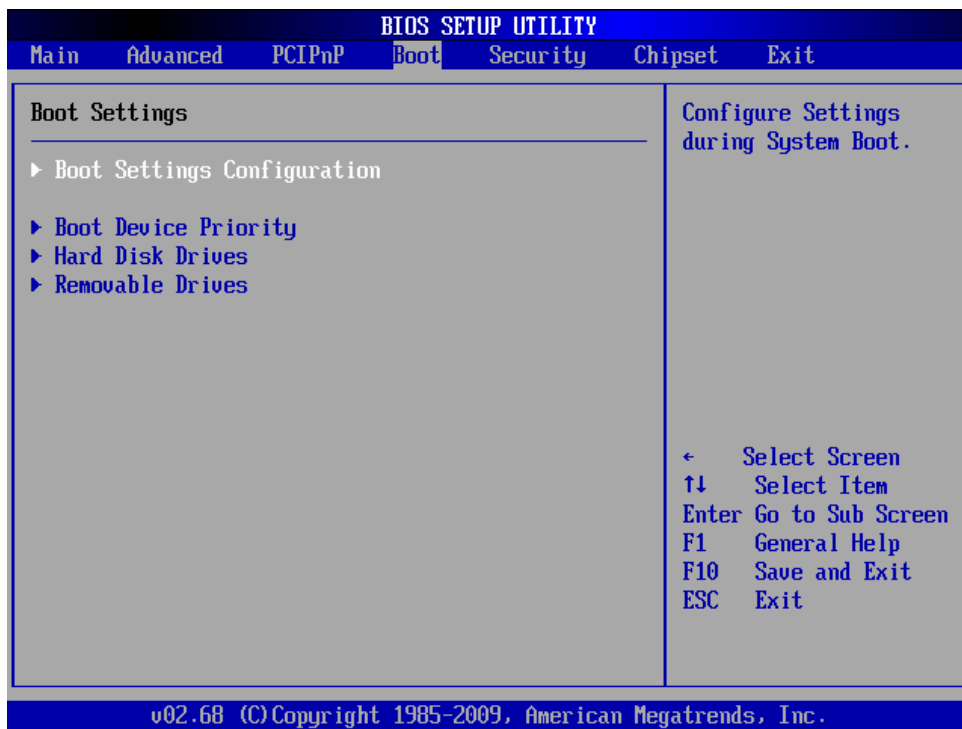 BIOS SETUP UTILITY
Main Advanced PCIPnP Boot Security Chipset Exit
Boot Settings
▶ Boot Settings Configuration
▶ Boot Device Priority
▶ Hard Disk Drives
▶ Removable Drives
Configure Settings
during System Boot.
← Select Screen
↑↓ Select Item
Enter Go to Sub Screen
F1 General Help
F10 Save and Exit
ESC Exit
v02.68 (C)Copyright 1985-2009, American Megatrends, Inc.